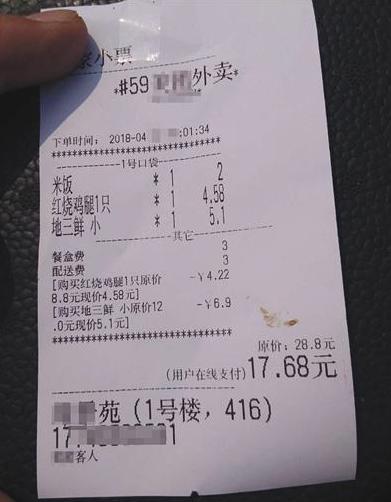 小票
*#59 外卖*
下单时间: 2018-04 :01:34
********************************
1号口袋
米饭 * 1 2
红烧鸡腿1只 * 1 4.58
地三鲜 小 * 1 5.1
其它
餐盒费 3
配送费 3
[购买红烧鸡腿1只原价 -￥4.22
8.8元现价4.58元]
[购买地三鲜 小原价12 -￥6.9
.0元现价5.1元]
********************************
原价: 28.8元
(用户在线支付)17.68元
苑 (1号楼, 416)
17 1
客人